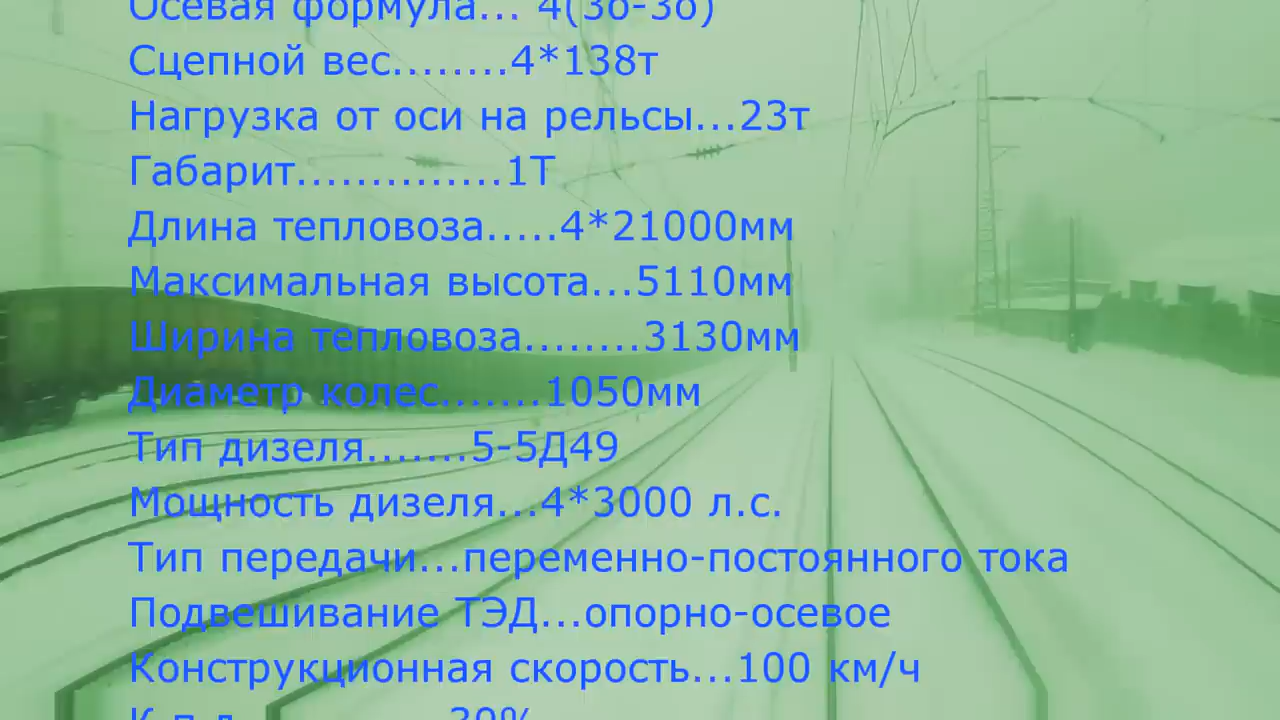 Осевая формула... 4(3о-3о)
Сцепной вес........4*138т
Нагрузка от оси на рельсы...23т
Габарит..............1Т
Длина тепловоза.....4*21000мм
Максимальная высота...5110мм
Ширина тепловоза........3130мм
Диаметр колес.......1050мм
Тип дизеля.......5-5Д49
Мощность дизеля...4*3000 л.с.
Тип передачи...переменно-постоянного тока
Подвешивание ТЭД...опорно-осевое
Конструкционная скорость...100 км/ч